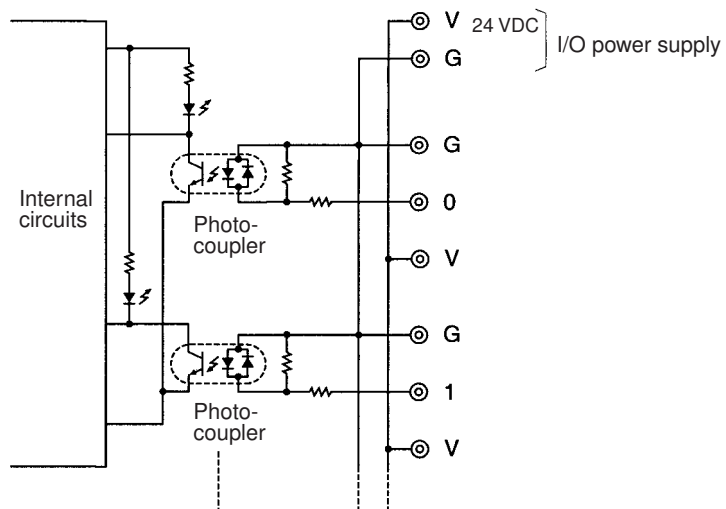 V 24 VDC
I/O power supply
G
G
Internal
circuits
0
Photo-
coupler
V
G
1
Photo-
coupler
V